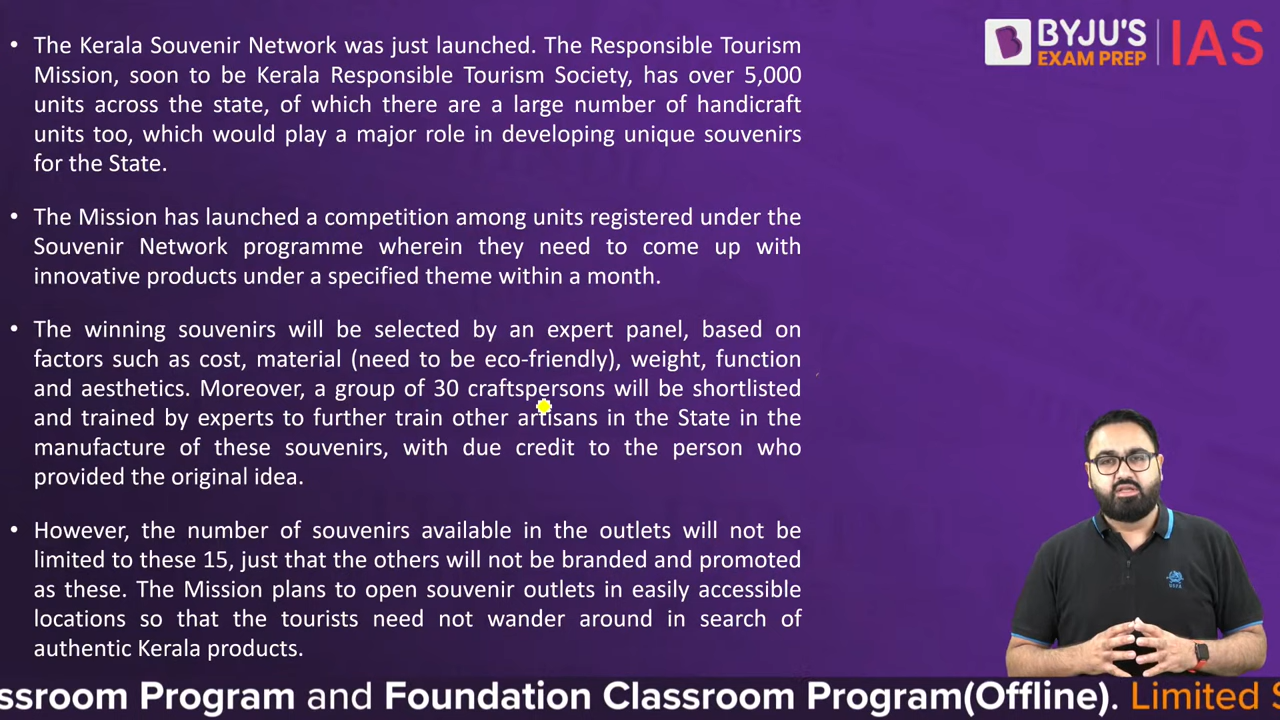 • The Kerala Souvenir Network was just launched. The Responsible Tourism
Mission, soon to be Kerala Responsible Tourism Society, has over 5,000
units across the state, of which there are a large number of handicraft
units too, which would play a major role in developing unique souvenirs
for the State.
• The Mission has launched a competition among units registered under the
Souvenir Network programme wherein they need to come up with
innovative products under a specified theme within a month.
• The winning souvenirs will be selected by an expert panel, based on
factors such as cost, material (need to be eco-friendly), weight, function
and aesthetics. Moreover, a group of 30 craftspersons will be shortlisted
and trained by experts to further train other artisans in the State in the
manufacture of these souvenirs, with due credit to the person who
provided the original idea.
• However, the number of souvenirs available in the outlets will not be
limited to these 15, just that the others will not be branded and promoted
as these. The Mission plans to open souvenir outlets in easily accessible
locations so that the tourists need not wander around in search of
authentic Kerala products.
BYJU'S
EXAM PREP
IAS
ssroom Program and Foundation Classroom Program(Offline). Limited S